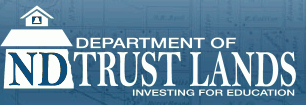 DEPARTMENT OF
ND TRUST LANDS
INVESTING FOR EDUCATION